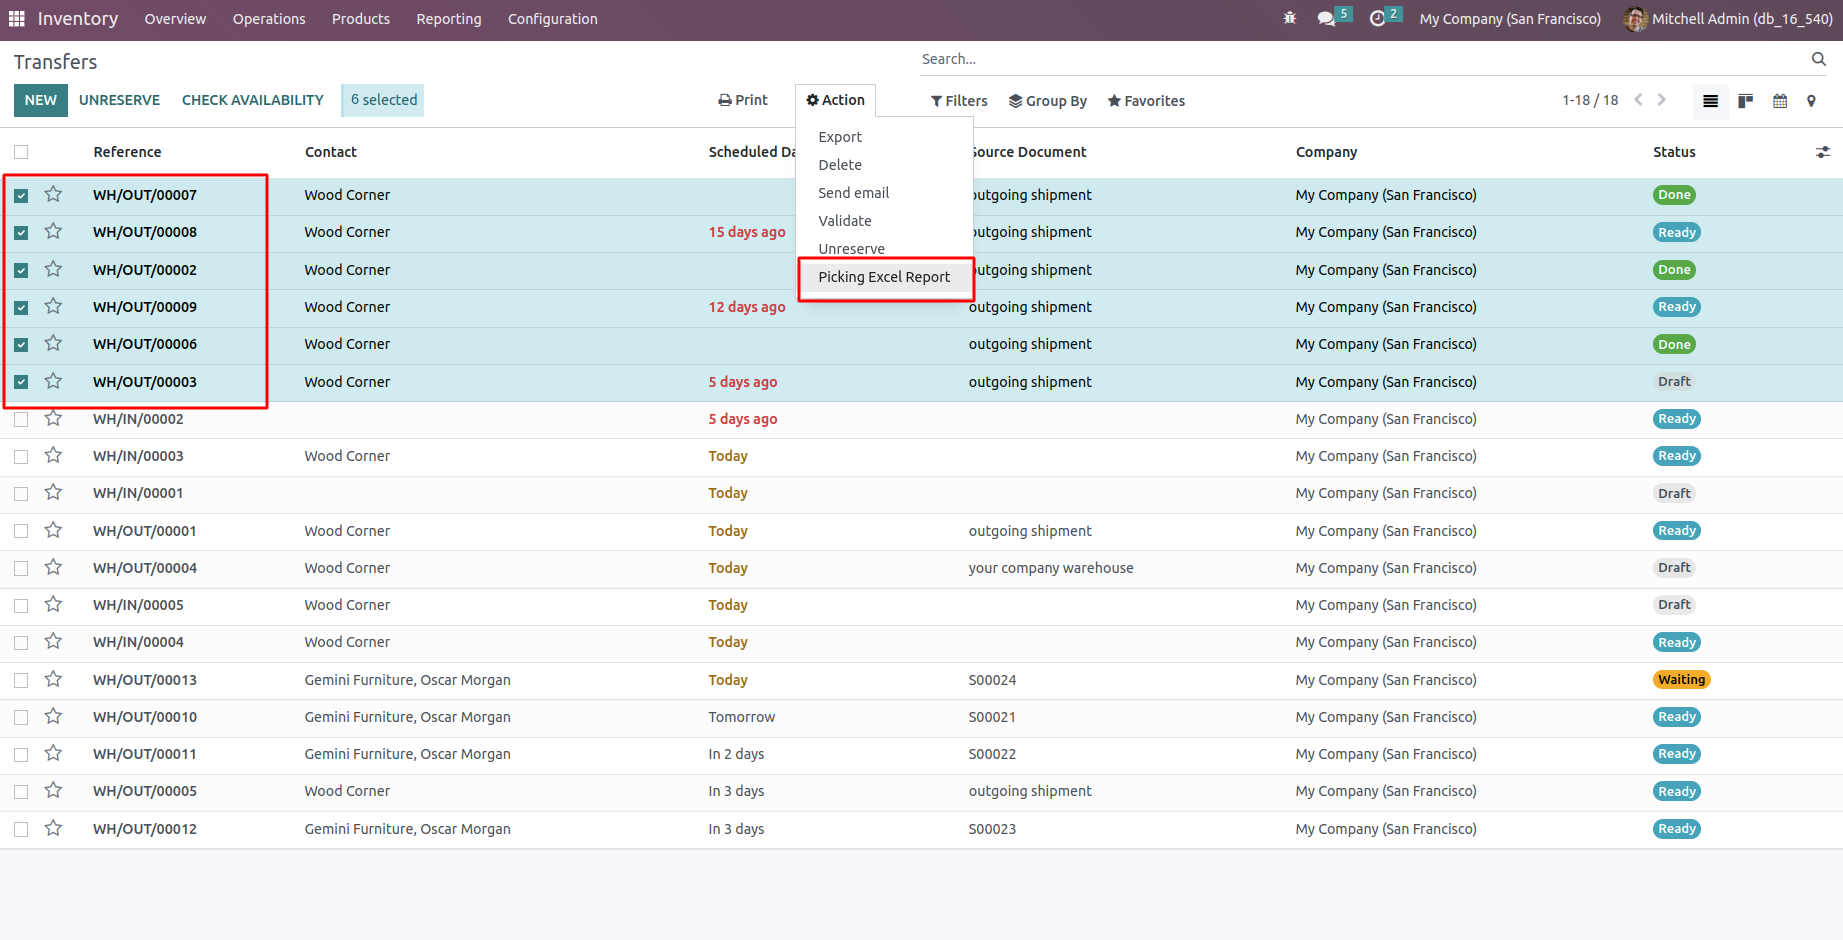 Inventory Overview Operations Products Reporting Configuration 5 2 My Company (San Francisco) Mitchell Admin (db_16_540)
Transfers Search...
NEW UNRESERVE CHECK AVAILABILITY 6 selected Print Action Filters Group By Favorites 1-18 / 18
Export
Delete
Send email
Validate
Unreserve
Picking Excel Report
Reference Contact Scheduled Da Source Document Company Status
WH/OUT/00007 Wood Corner outgoing shipment My Company (San Francisco) Done
WH/OUT/00008 Wood Corner 15 days ago outgoing shipment My Company (San Francisco) Ready
WH/OUT/00002 Wood Corner outgoing shipment My Company (San Francisco) Done
WH/OUT/00009 Wood Corner 12 days ago outgoing shipment My Company (San Francisco) Ready
WH/OUT/00006 Wood Corner outgoing shipment My Company (San Francisco) Done
WH/OUT/00003 Wood Corner 5 days ago outgoing shipment My Company (San Francisco) Draft
WH/IN/00002 5 days ago My Company (San Francisco) Ready
WH/IN/00003 Wood Corner Today My Company (San Francisco) Ready
WH/IN/00001 Today My Company (San Francisco) Draft
WH/OUT/00001 Wood Corner Today outgoing shipment My Company (San Francisco) Ready
WH/OUT/00004 Wood Corner Today your company warehouse My Company (San Francisco) Draft
WH/IN/00005 Wood Corner Today My Company (San Francisco) Draft
WH/IN/00004 Wood Corner Today My Company (San Francisco) Ready
WH/OUT/00013 Gemini Furniture, Oscar Morgan Today S00024 My Company (San Francisco) Waiting
WH/OUT/00010 Gemini Furniture, Oscar Morgan Tomorrow S00021 My Company (San Francisco) Ready
WH/OUT/00011 Gemini Furniture, Oscar Morgan In 2 days S00022 My Company (San Francisco) Ready
WH/OUT/00005 Wood Corner In 3 days outgoing shipment My Company (San Francisco) Ready
WH/OUT/00012 Gemini Furniture, Oscar Morgan In 3 days S00023 My Company (San Francisco) Ready